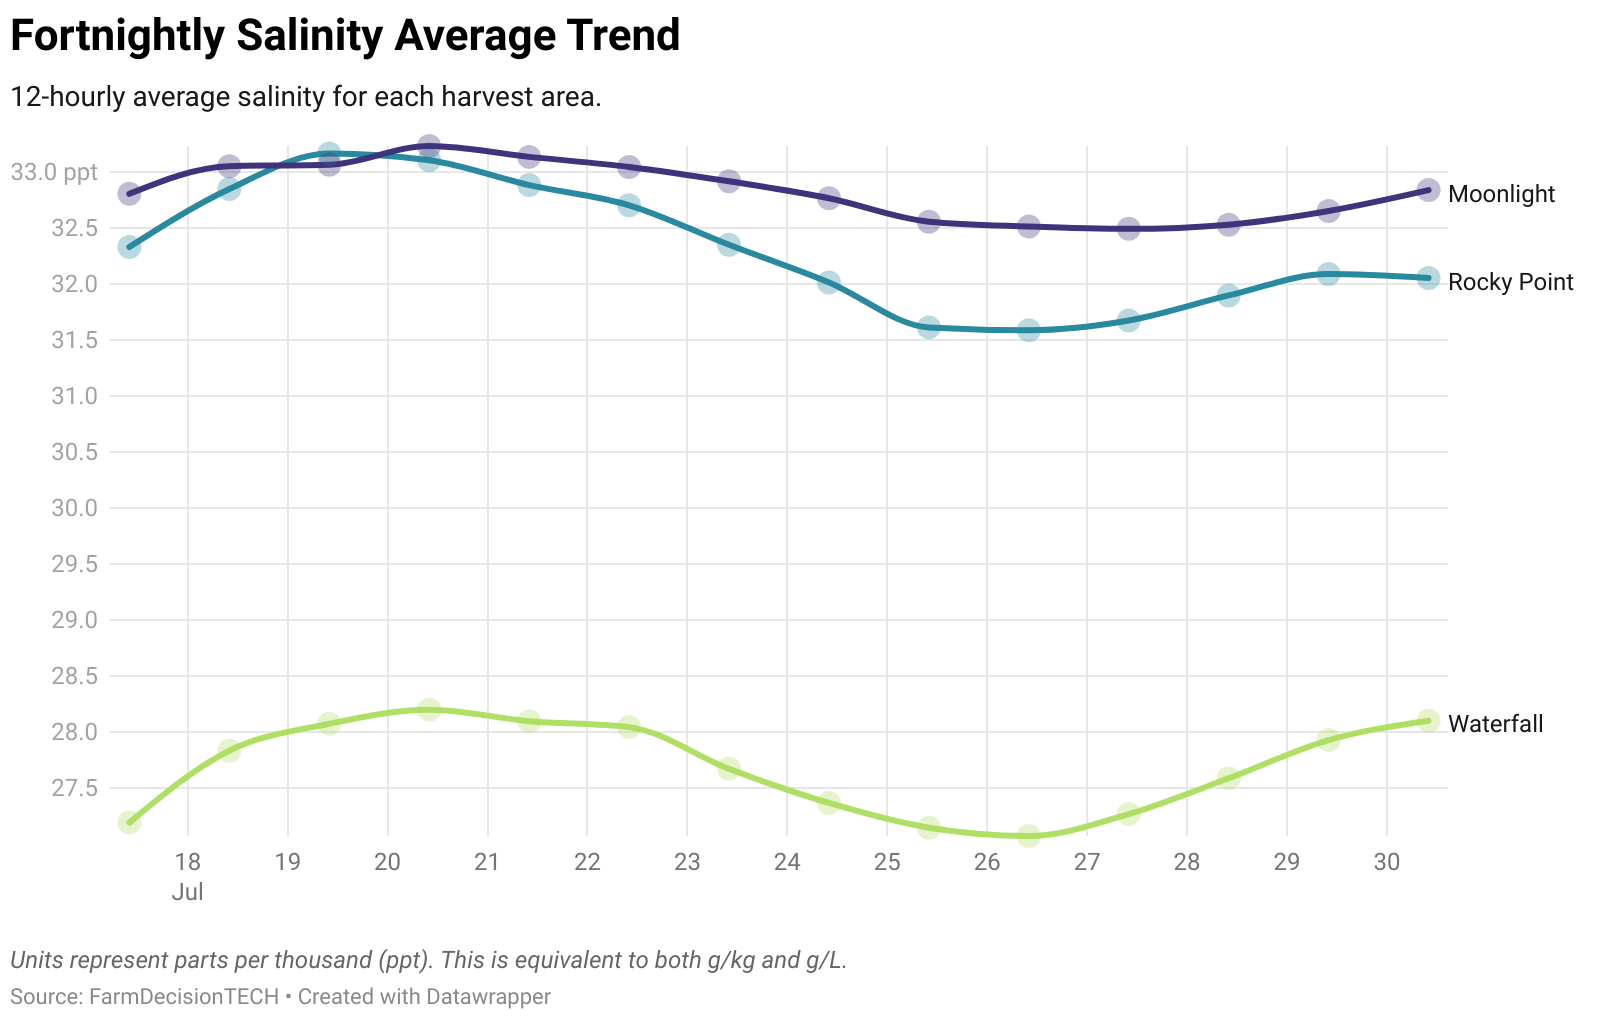 Fortnightly Salinity Average Trend
12-hourly average salinity for each harvest area.
33.0 ppt
32.5
32.0
31.5
31.0
30.5
30.0
29.5
29.0
28.5
28.0
27.5
Moonlight
Rocky Point
Waterfall
18 19 20 21 22 23 24 25 26 27 28 29 30
Jul
Units represent parts per thousand (ppt). This is equivalent to both g/kg and g/L.
Source: FarmDecisionTECH • Created with Datawrapper